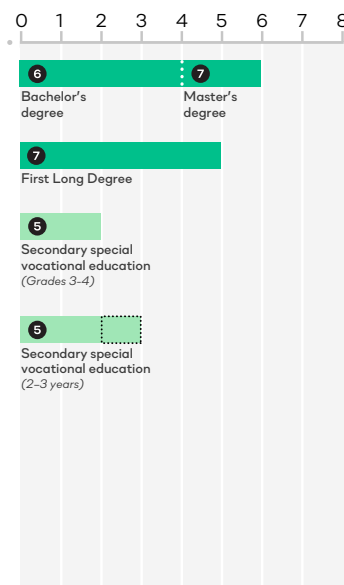 0 1 2 3 4 5 6 7 8
6 7
Bachelor's Master's
degree degree
7
First Long Degree
5
Secondary special
vocational education
(Grades 3-4)
5
Secondary special
vocational education
(2–3 years)